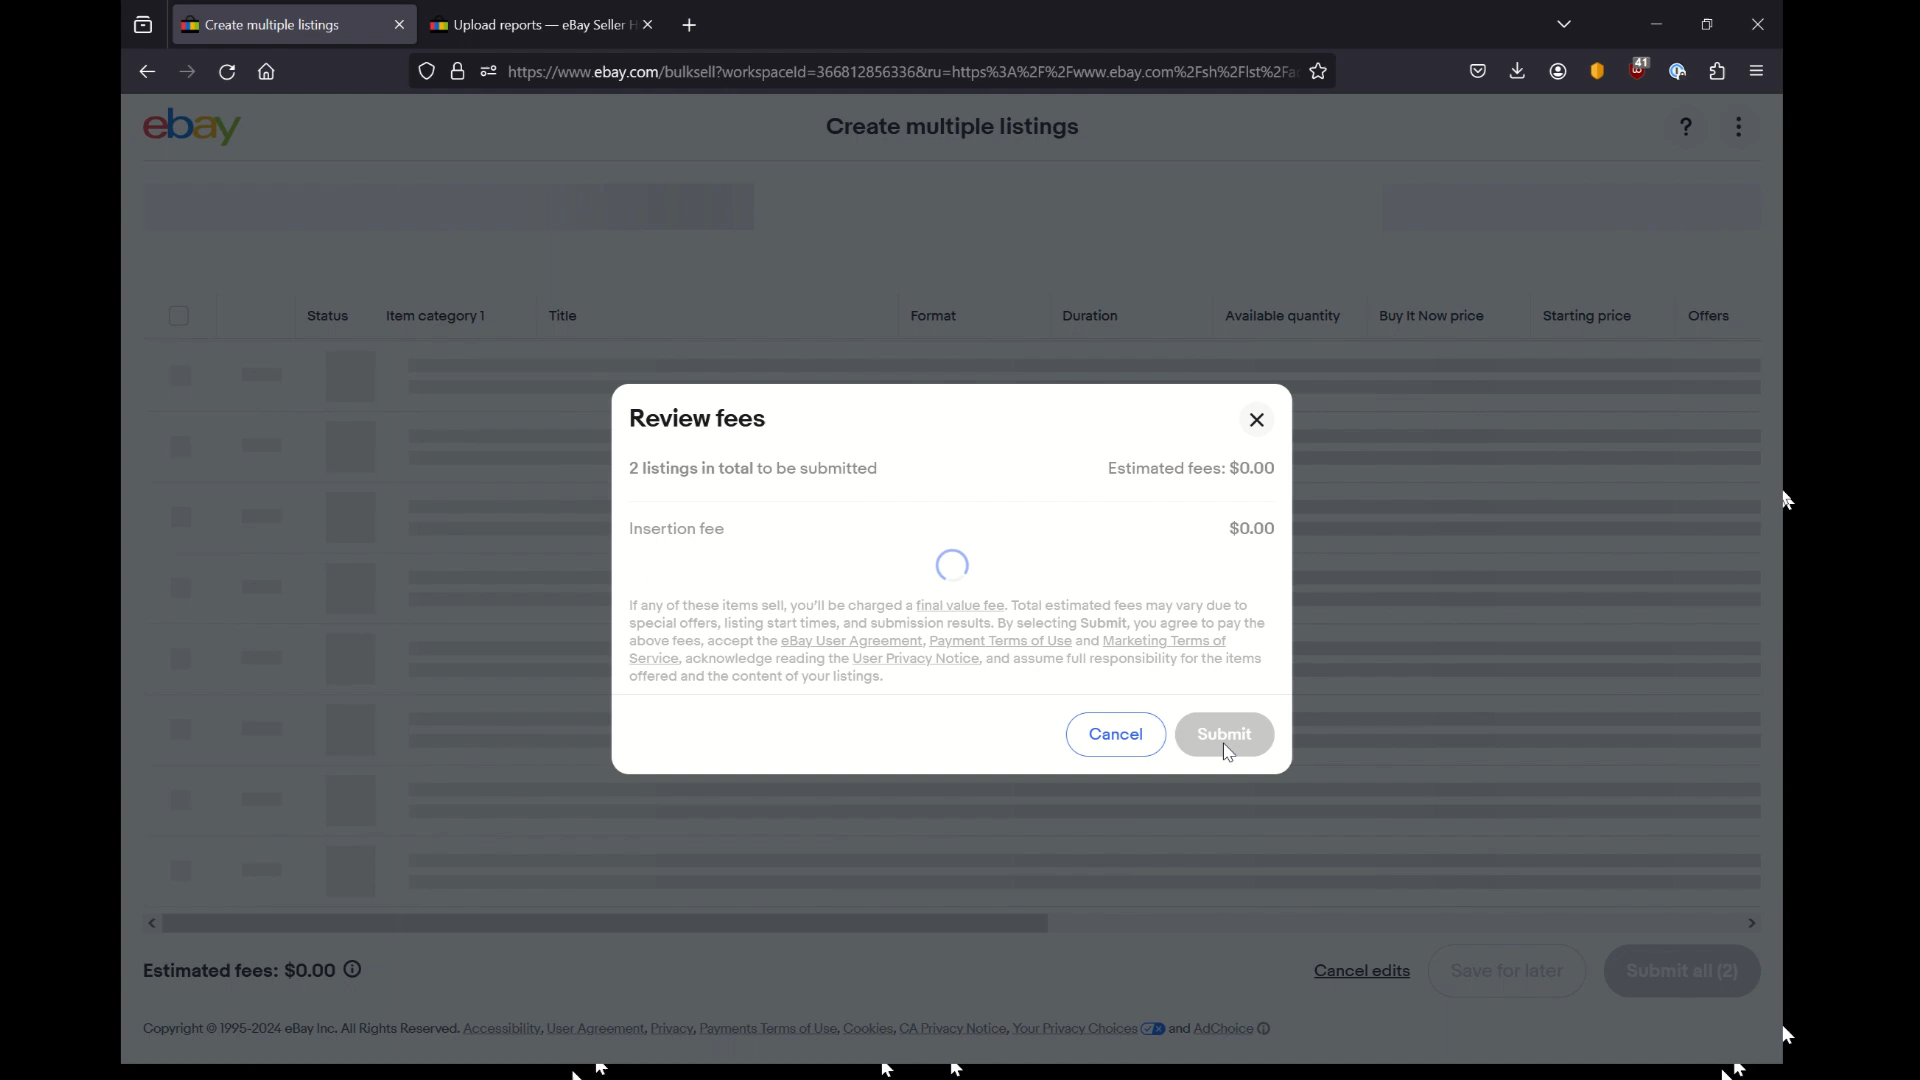 Create multiple listings
Upload reports — eBay Seller H
41
https://www.ebay.com/bulksell?workspaceId=366812856336&ru=https%3A%2F%2Fwww.ebay.com%2Fsh%2Flst%2Fac
ebay
Create multiple listings
?
Status Item category 1 Title Format Duration Available quantity Buy It Now price Starting price Offers
Review fees
2 listings in total to be submitted Estimated fees: $0.00
Insertion fee $0.00
If any of these items sell, you'll be charged a final value fee. Total estimated fees may vary due to
special offers, listing start times, and submission results. By selecting Submit, you agree to pay the
above fees, accept the eBay User Agreement, Payment Terms of Use and Marketing Terms of
Service, acknowledge reading the User Privacy Notice, and assume full responsibility for the items
offered and the content of your listings.
Cancel Submit
Estimated fees: $0.00 Cancel edits Save for later Submit all (2)
Copyright © 1995-2024 eBay Inc. All Rights Reserved. Accessibility, User Agreement, Privacy, Payments Terms of Use, Cookies, CA Privacy Notice, Your Privacy Choices and AdChoice